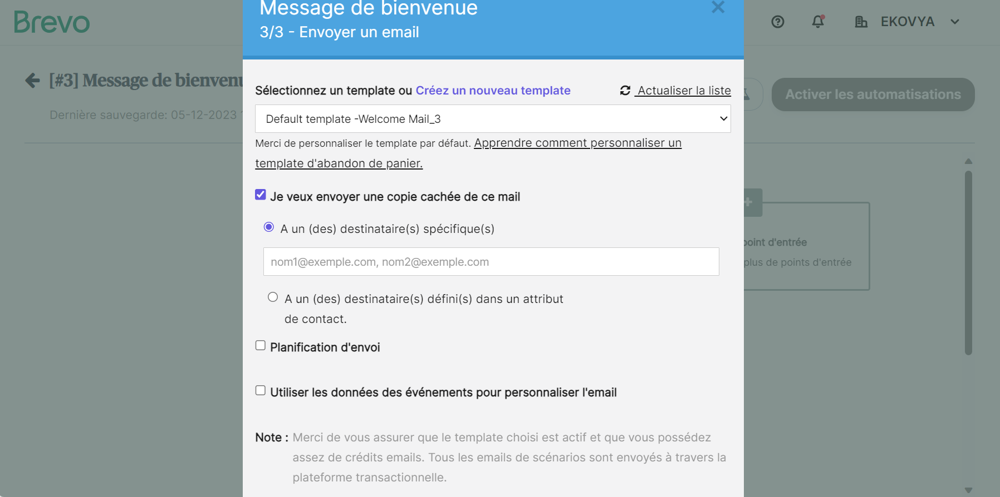 Brevo
Message de bienvenue
3/3 - Envoyer un email
EKOVYA
[#3] Message de bienvenu
Dernière sauvegarde: 05-12-2023
Activer les automatisations
Sélectionnez un template ou Créez un nouveau template
Actualiser la liste
Default template -Welcome Mail_3
Merci de personnaliser le template par défaut. Apprendre comment personnaliser un
template d'abandon de panier.
Je veux envoyer une copie cachée de ce mail
A un (des) destinataire(s) spécifique(s)
nom1@exemple.com, nom2@exemple.com
A un (des) destinataire(s) défini(s) dans un attribut
de contact.
point d'entrée
plus de points d'entrée
Planification d'envoi
Utiliser les données des événements pour personnaliser l'email
Note : Merci de vous assurer que le template choisi est actif et que vous possédez
assez de crédits emails. Tous les emails de scénarios sont envoyés à travers la
plateforme transactionnelle.